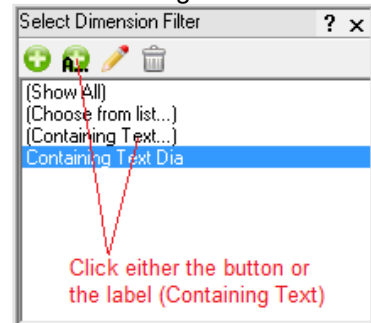 Select Dimension Filter ? x
A...
(Show All)
(Choose from list...)
(Containing Text...)
Containing Text Dia
Click either the button or
the label (Containing Text)